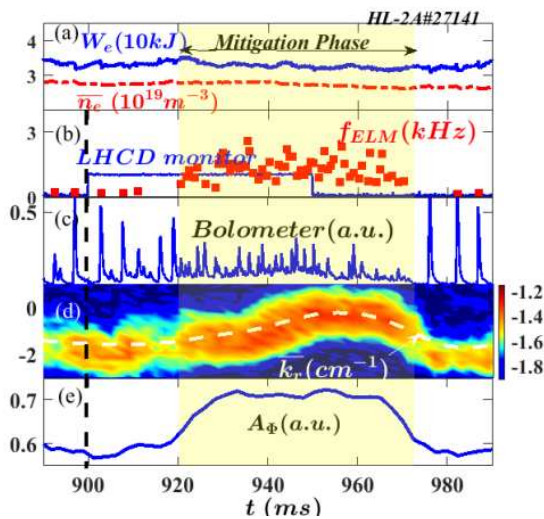 HL-2A#27141
(a) W_e(10kJ) Mitigation Phase
4
3
n̅_e (10^19 m^-3)
(b) f_ELM(kHz)
3
LHCD monitor
0
(c) Bolometer(a.u.)
0.5
(d)
0
-2
k̅_r(cm^-1)
-1.2
-1.4
-1.6
-1.8
(e)
0.7
A_Φ(a.u.)
0.6
900 920 940 960 980
t (ms)